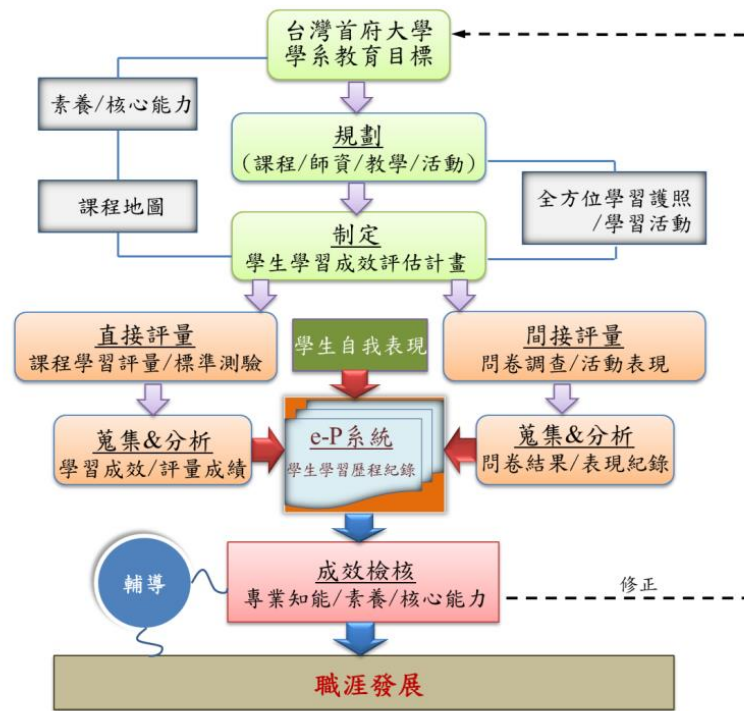 台灣首府大學
學系教育目標
素養/核心能力
規劃
(課程/師資/教學/活動)
課程地圖
全方位學習護照
/學習活動
制定
學生學習成效評估計畫
直接評量
課程學習評量/標準測驗
學生自我表現
間接評量
問卷調查/活動表現
蒐集&分析
學習成效/評量成績
e-P系統
學生學習歷程紀錄
蒐集&分析
問卷結果/表現紀錄
輔導
成效檢核
專業知能/素養/核心能力
修正
職涯發展